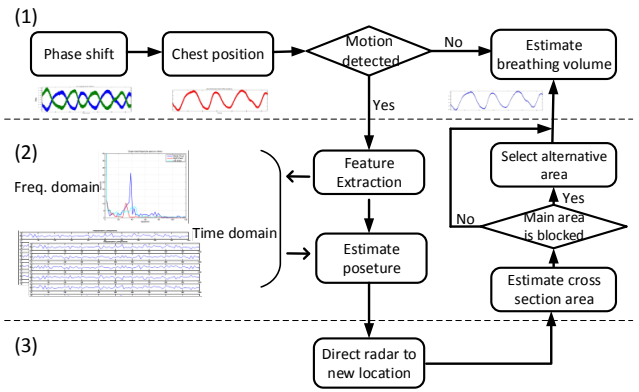 (1)
Phase shift
Chest position
Motion
detected
No
Estimate
breathing volume
Yes
(2)
Freq. domain
Time domain
Feature
Extraction
Estimate
poseture
Select alternative
area
Yes
No
Main area
is blocked
Estimate cross
section area
(3)
Direct radar to
new location